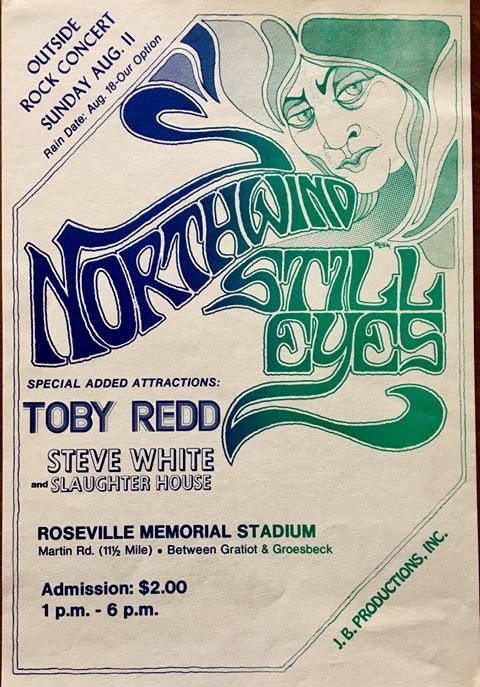 OUTSIDE
ROCK CONCERT
SUNDAY AUG. 11
Rain Date: Aug. 18-Our Option
NORTHWIND
STILL
EYES
SPECIAL ADDED ATTRACTIONS:
TOBY REDD
STEVE WHITE
and SLAUGHTER HOUSE
ROSEVILLE MEMORIAL STADIUM
Martin Rd. (11½ Mile) • Between Gratiot & Groesbeck
Admission: $2.00
1 p.m. - 6 p.m.
J. B. PRODUCTIONS, INC.